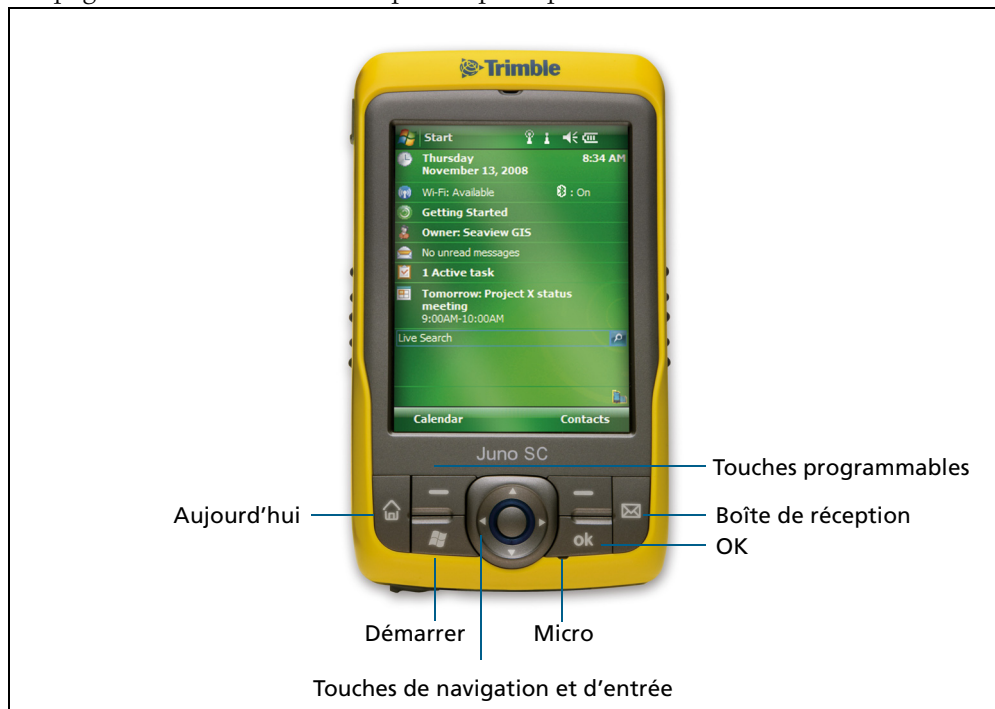 Trimble
Start
Thursday 8:34 AM
November 13, 2008
Wi-Fi: Available : On
Getting Started
Owner: Seaview GIS
No unread messages
1 Active task
Tomorrow: Project X status
meeting
9:00AM-10:00AM
Live Search
Calendar Contacts
Juno SC
Touches programmables
Aujourd'hui
Boîte de réception
ok
OK
Démarrer Micro
Touches de navigation et d'entrée